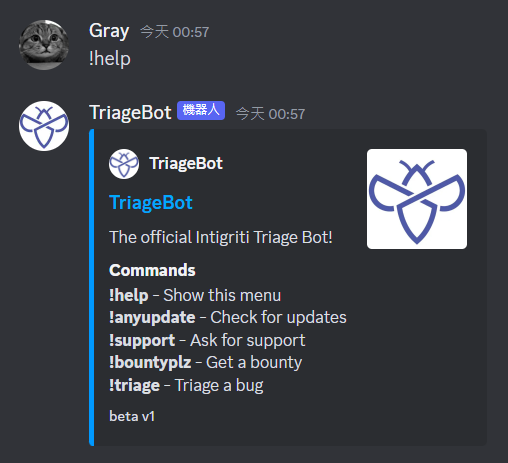 Gray 今天 00:57
!help
TriageBot 機器人 今天 00:57
TriageBot
TriageBot
The official Intigriti Triage Bot!
Commands
!help - Show this menu
!anyupdate - Check for updates
!support - Ask for support
!bountyplz - Get a bounty
!triage - Triage a bug
beta v1